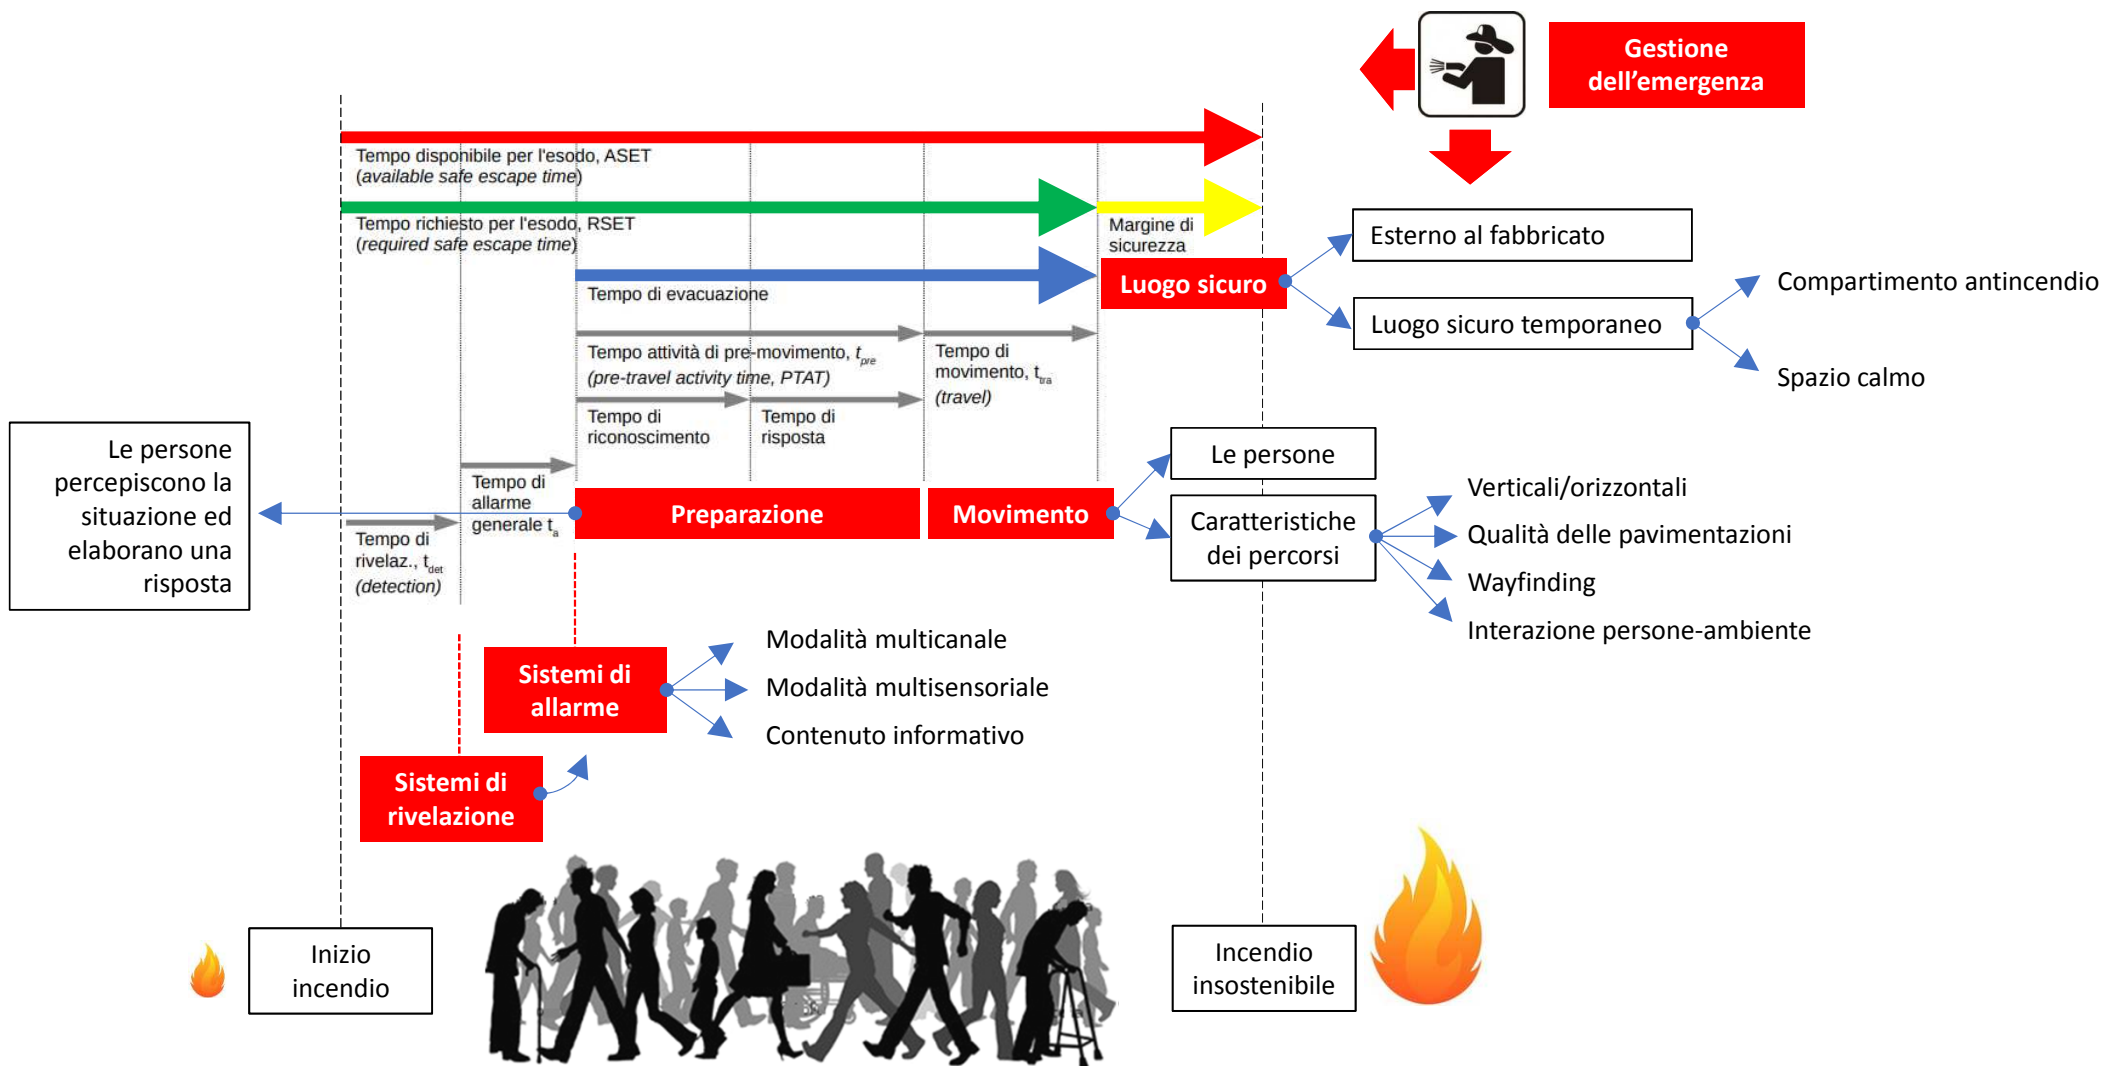 Gestione
dell'emergenza
Tempo disponibile per l'esodo, ASET
(available safe escape time)
Tempo richiesto per l'esodo, RSET
(required safe escape time)
Margine di
sicurezza
Tempo di evacuazione
Luogo sicuro
Esterno al fabbricato
Luogo sicuro temporaneo
Compartimento antincendio
Spazio calmo
Tempo attività di pre-movimento, tpre
(pre-travel activity time, PTAT)
Tempo di
movimento, ttra
(travel)
Tempo di
riconoscimento
Tempo di
risposta
Le persone
percepiscono la
situazione ed
elaborano una
risposta
Tempo di
allarme
generale ta
Tempo di
rivelaz., tdet
(detection)
Preparazione
Movimento
Le persone
Caratteristiche
dei percorsi
Verticali/orizzontali
Qualità delle pavimentazioni
Wayfinding
Interazione persone-ambiente
Sistemi di
allarme
Modalità multicanale
Modalità multisensoriale
Contenuto informativo
Sistemi di
rivelazione
Inizio
incendio
Incendio
insostenibile